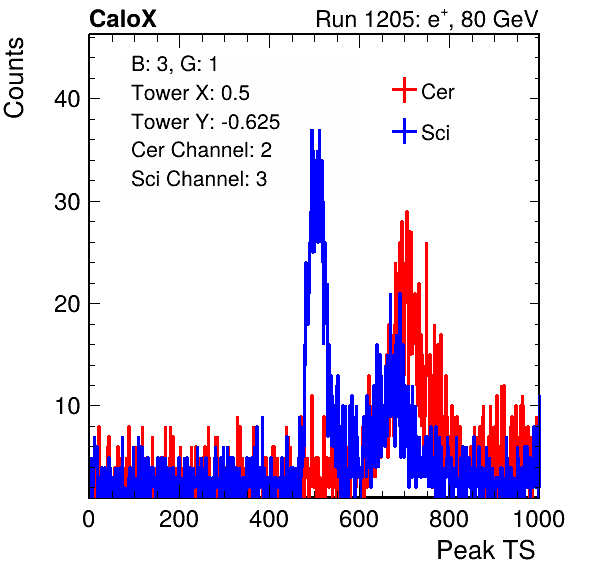 CaloX Run 1205: e⁺, 80 GeV
Counts
B: 3, G: 1
Tower X: 0.5
Tower Y: -0.625
Cer Channel: 2
Sci Channel: 3
Cer
Sci
40
30
20
10
0 200 400 600 800 1000
Peak TS